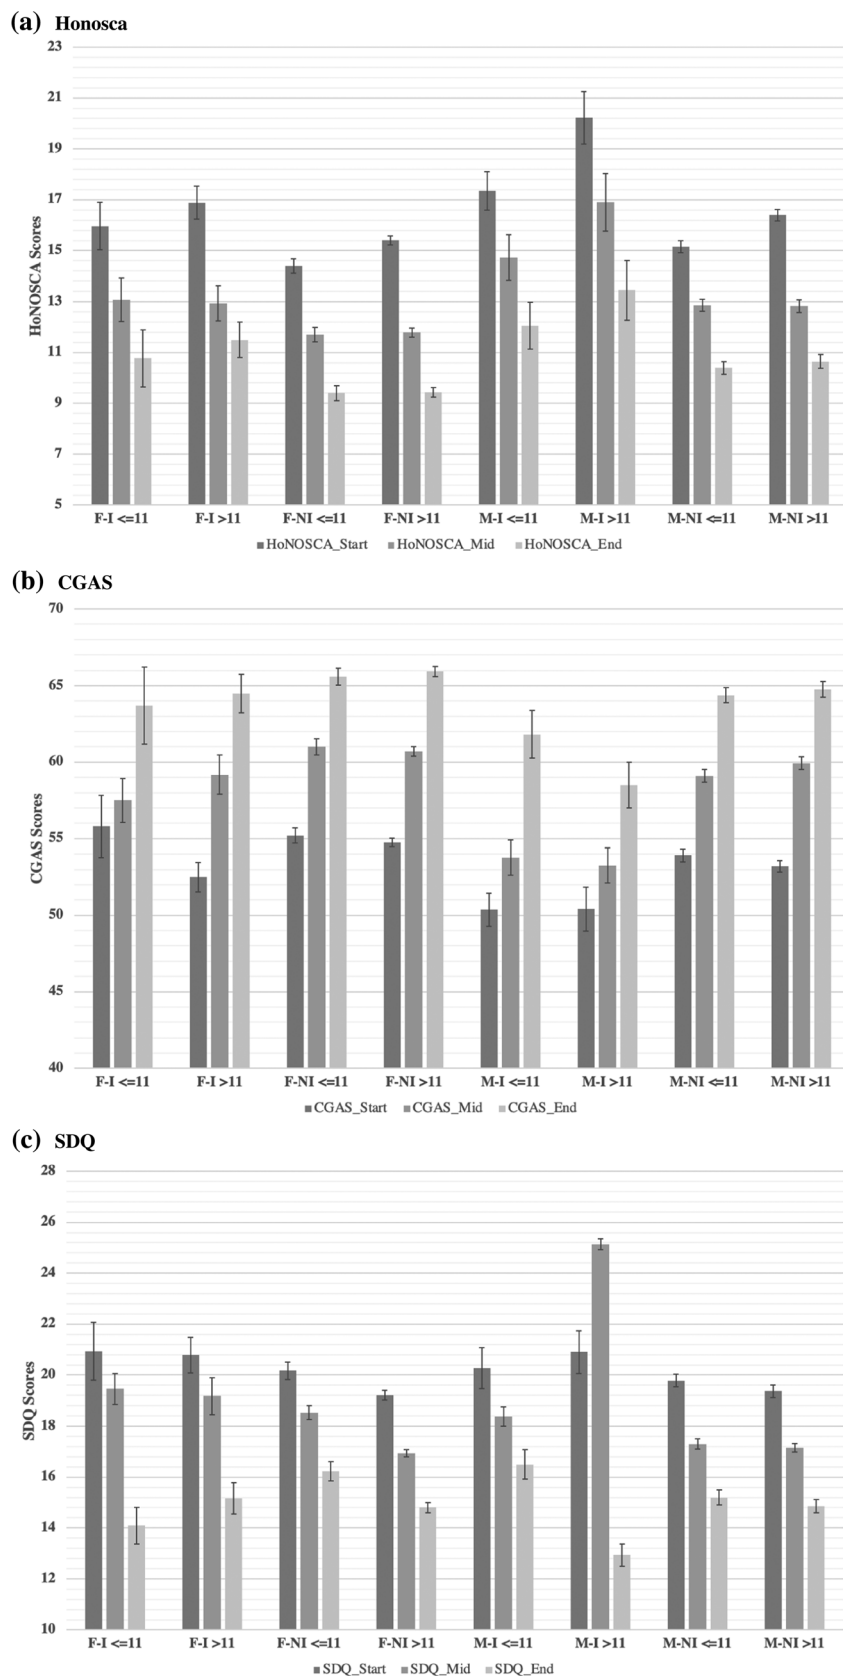 (a) Honosca
23
21
19
17
15
13
11
9
7
5
HoNOSCA Scores
F-I <=11 F-I >11 F-NI <=11 F-NI >11 M-I <=11 M-I >11 M-NI <=11 M-NI >11
HoNOSCA_Start HoNOSCA_Mid HoNOSCA_End
(b) CGAS
70
65
60
55
50
45
40
CGAS Scores
F-I <=11 F-I >11 F-NI <=11 F-NI >11 M-I <=11 M-I >11 M-NI <=11 M-NI >11
CGAS_Start CGAS_Mid CGAS_End
(c) SDQ
28
26
24
22
20
18
16
14
12
10
SDQ Scores
F-I <=11 F-I >11 F-NI <=11 F-NI >11 M-I <=11 M-I >11 M-NI <=11 M-NI >11
SDQ_Start SDQ_Mid SDQ_End